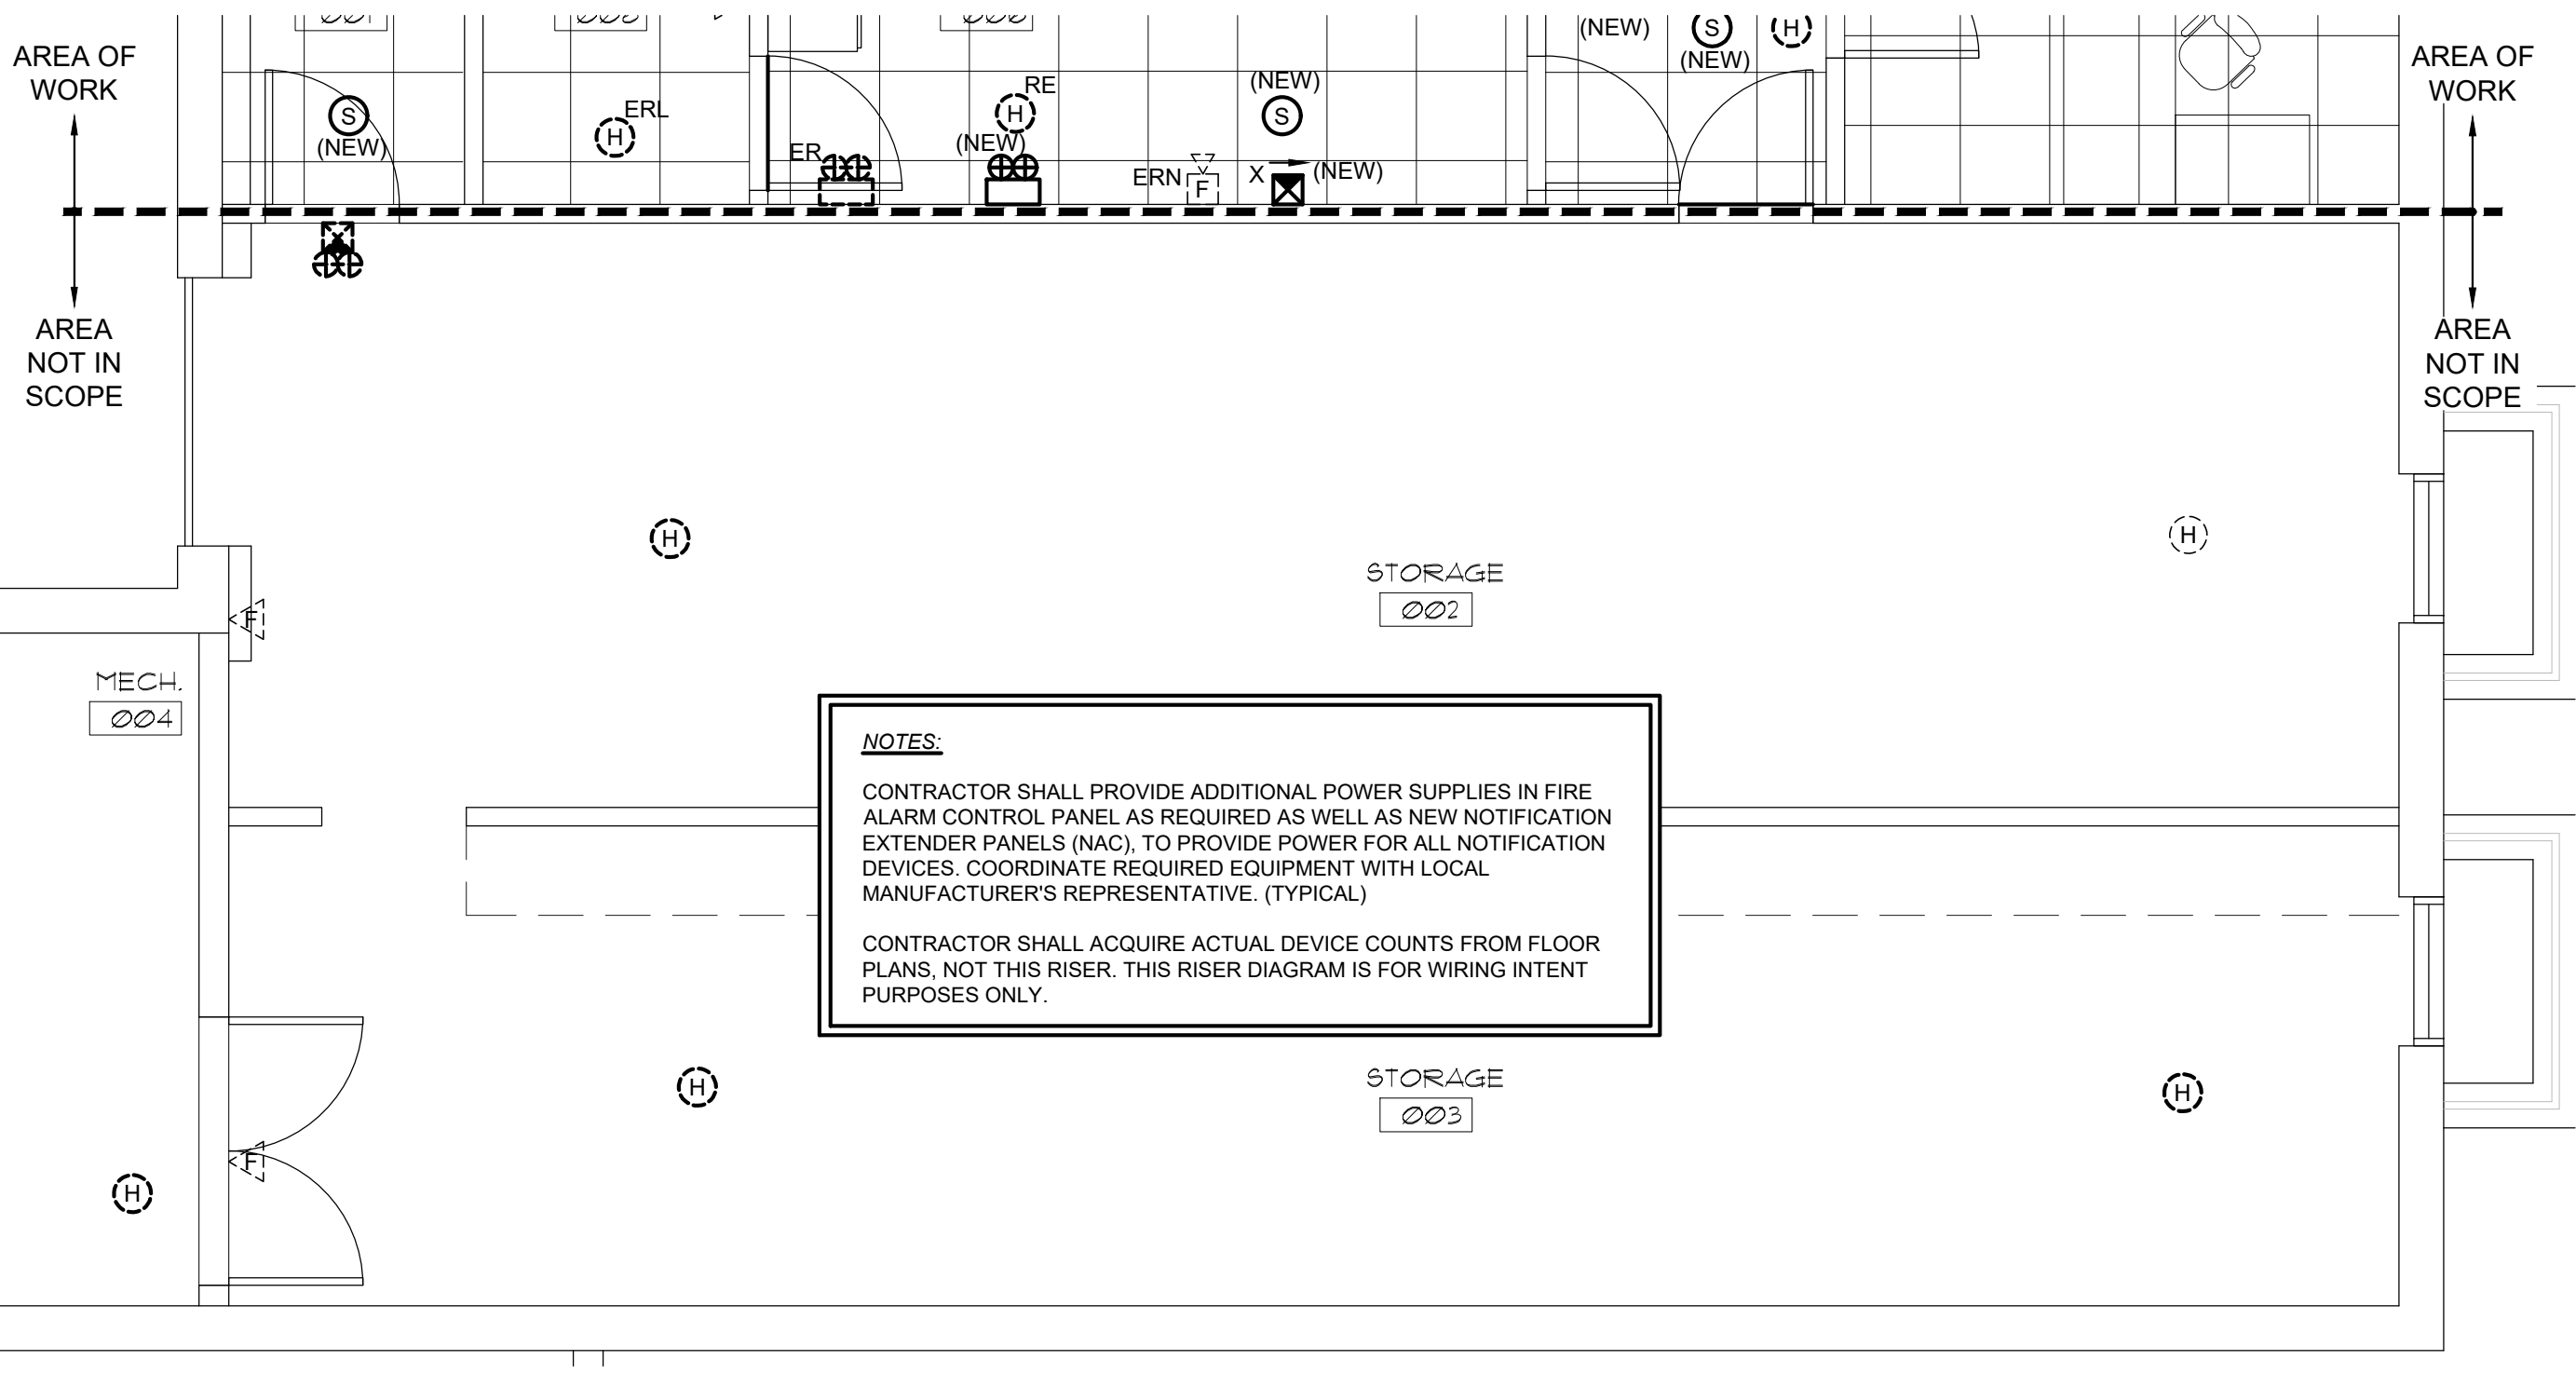 (NEW)
S
(NEW)
H
AREA OF
WORK
AREA OF
WORK
S
(NEW)
H
ERL
RE
H
(NEW)
(NEW)
S
ER
ERN
F
X
(NEW)
AREA
NOT IN
SCOPE
AREA
NOT IN
SCOPE
H
H
STORAGE
002
F
MECH.
004
NOTES:
CONTRACTOR SHALL PROVIDE ADDITIONAL POWER SUPPLIES IN FIRE
ALARM CONTROL PANEL AS REQUIRED AS WELL AS NEW NOTIFICATION
EXTENDER PANELS (NAC), TO PROVIDE POWER FOR ALL NOTIFICATION
DEVICES. COORDINATE REQUIRED EQUIPMENT WITH LOCAL
MANUFACTURER'S REPRESENTATIVE. (TYPICAL)
CONTRACTOR SHALL ACQUIRE ACTUAL DEVICE COUNTS FROM FLOOR
PLANS, NOT THIS RISER. THIS RISER DIAGRAM IS FOR WIRING INTENT
PURPOSES ONLY.
H
STORAGE
003
H
F
H